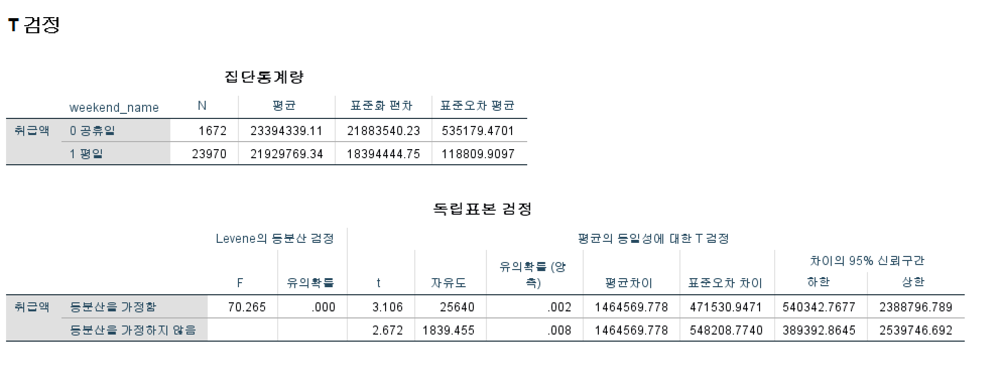 T 검정
집단통계량
weekend_name N 평균 표준화 편차 표준오차 평균
취급액 0 공휴일 1672 23394339.11 21883540.23 535179.4701
1 평일 23970 21929769.34 18394444.75 118809.9097
독립표본 검정
Levene의 등분산 검정 평균의 동일성에 대한 T 검정
유의확률 (양 차이의 95% 신뢰구간
F 유의확률 t 자유도 측) 평균차이 표준오차 차이 하한 상한
취급액 등분산을 가정함 70.265 .000 3.106 25640 .002 1464569.778 471530.9471 540342.7677 2388796.789
등분산을 가정하지 않음 2.672 1839.455 .008 1464569.778 548208.7740 389392.8645 2539746.692